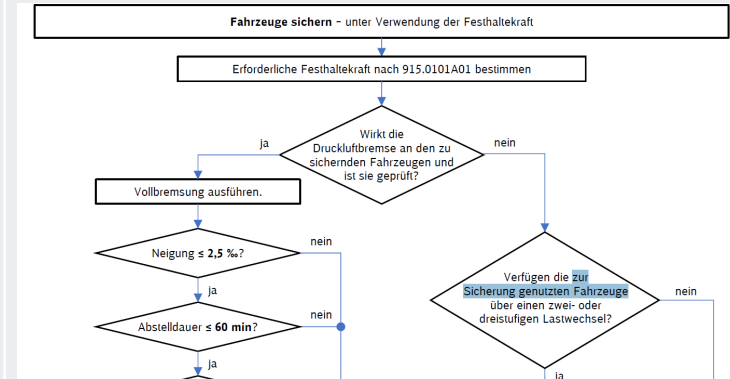 Fahrzeuge sichern – unter Verwendung der Festhaltekraft
Erforderliche Festhaltekraft nach 915.0101A01 bestimmen
Wirkt die
Druckluftbremse an den zu
sichernden Fahrzeugen und
ist sie geprüft?
ja
nein
Vollbremsung ausführen.
Neigung ≤ 2,5 ‰?
nein
ja
Abstelldauer ≤ 60 min?
nein
ja
Verfügen die zur
Sicherung genutzten Fahrzeuge
über einen zwei- oder
dreistufigen Lastwechsel?
nein
ja